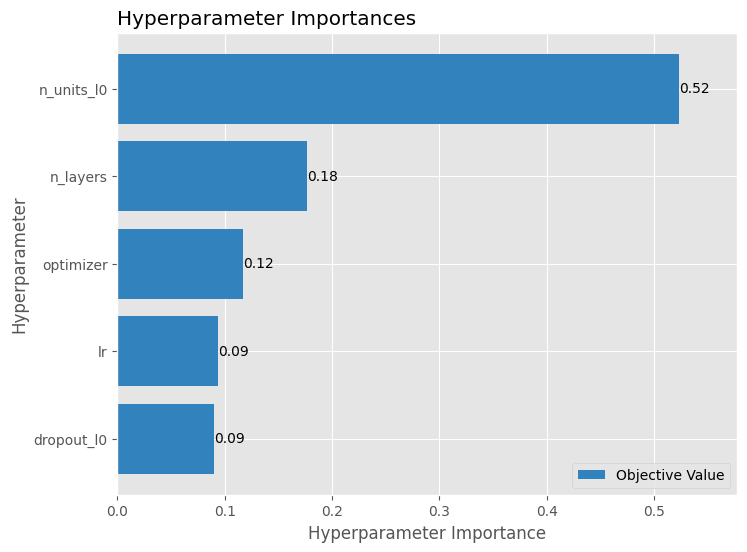 Hyperparameter Importances
n_units_l0
0.52
n_layers
0.18
optimizer
0.12
lr
0.09
dropout_l0
0.09
Hyperparameter
Objective Value
0.0 0.1 0.2 0.3 0.4 0.5
Hyperparameter Importance